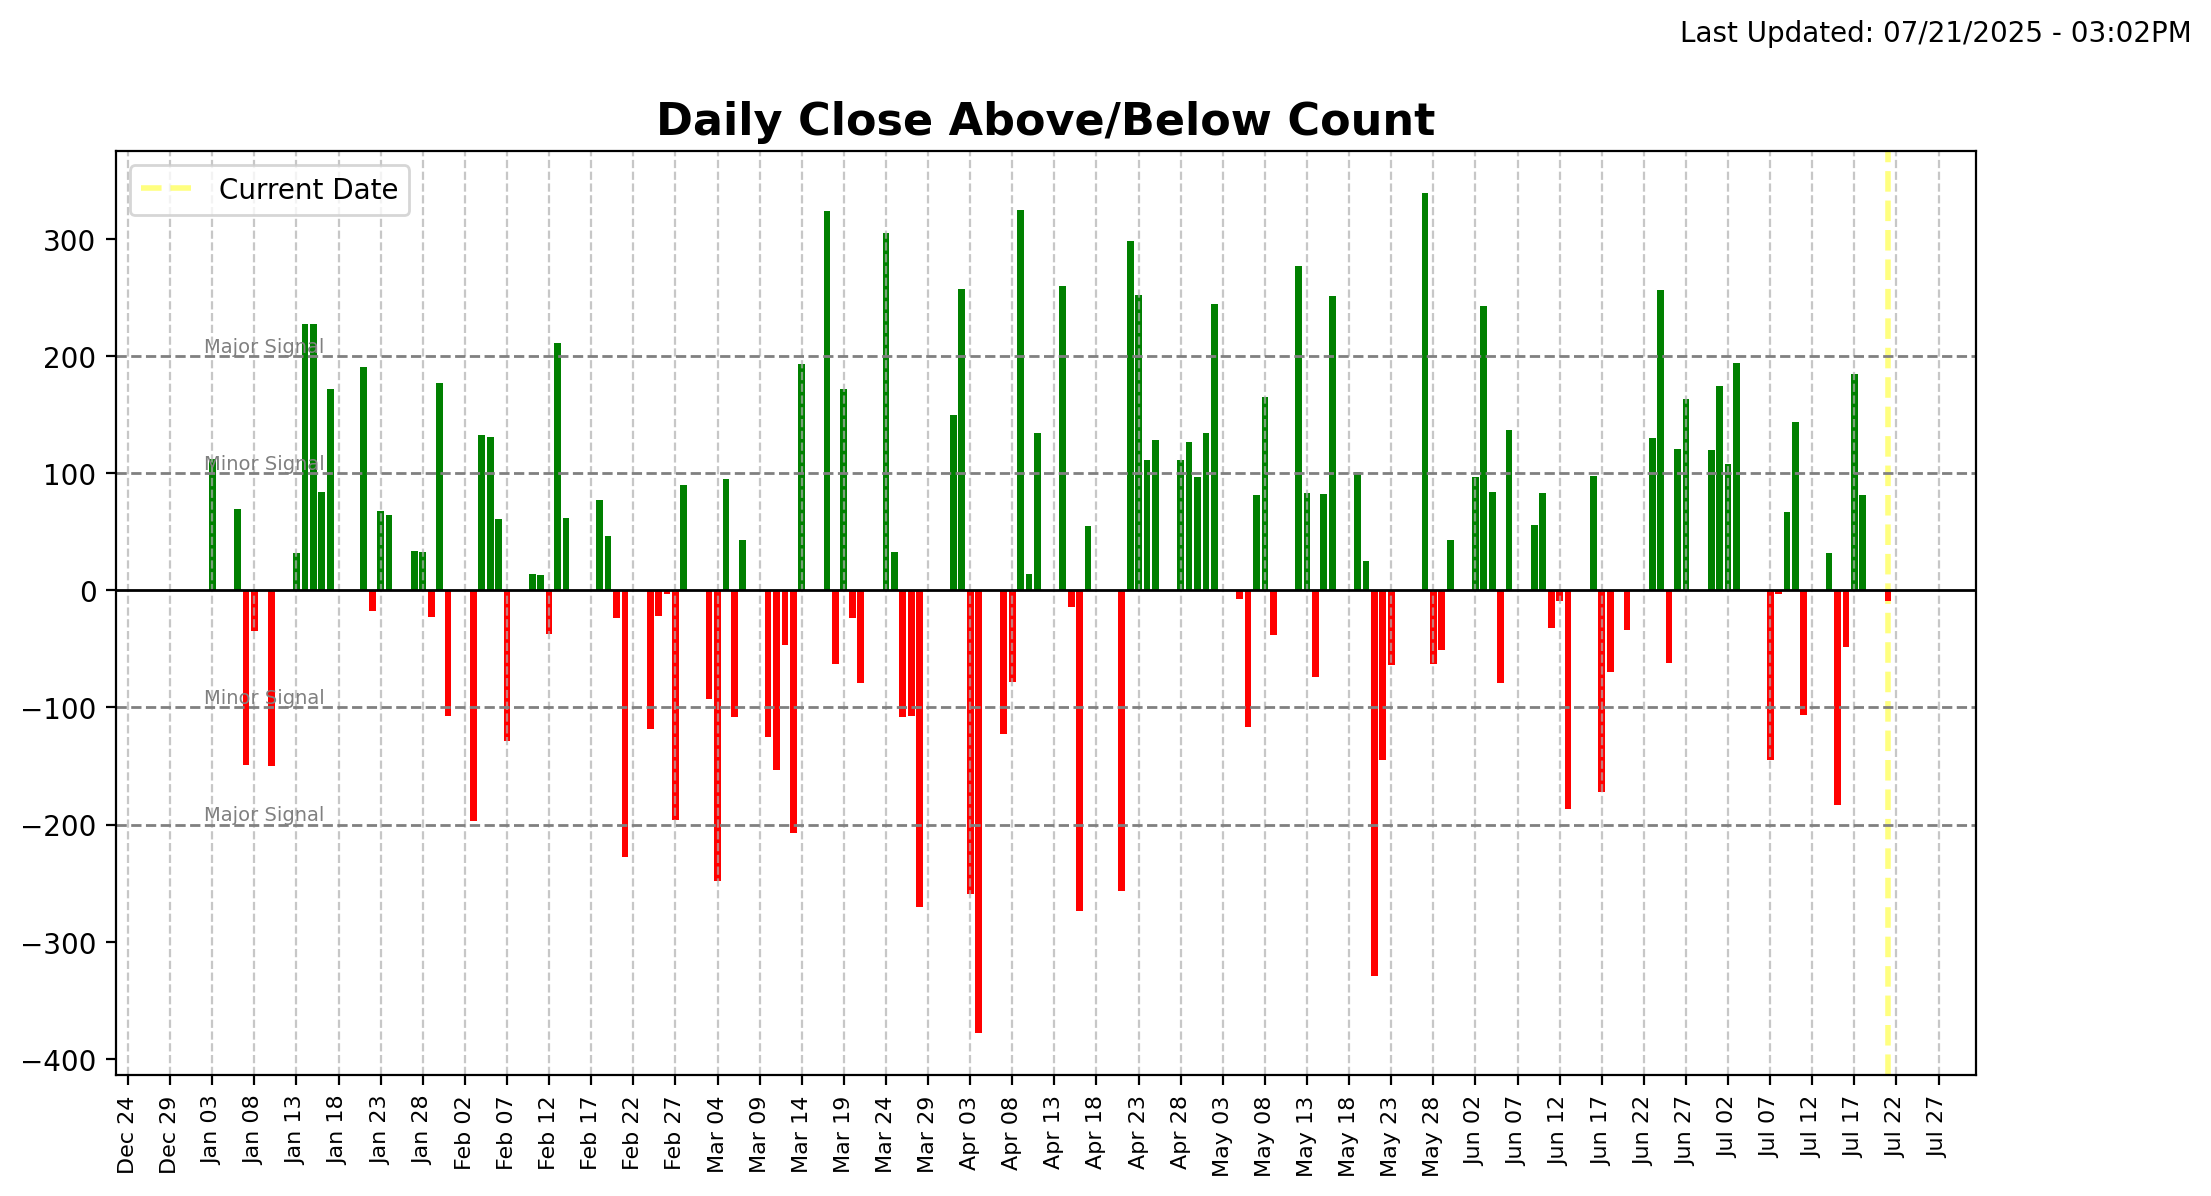 Last Updated: 07/21/2025 - 03:02PM
Daily Close Above/Below Count
Current Date
300
200
100
0
−100
−200
−300
−400
Major Signal
Minor Signal
Minor Signal
Major Signal
Dec 24
Dec 29
Jan 03
Jan 08
Jan 13
Jan 18
Jan 23
Jan 28
Feb 02
Feb 07
Feb 12
Feb 17
Feb 22
Feb 27
Mar 04
Mar 09
Mar 14
Mar 19
Mar 24
Mar 29
Apr 03
Apr 08
Apr 13
Apr 18
Apr 23
Apr 28
May 03
May 08
May 13
May 18
May 23
May 28
Jun 02
Jun 07
Jun 12
Jun 17
Jun 22
Jun 27
Jul 02
Jul 07
Jul 12
Jul 17
Jul 22
Jul 27